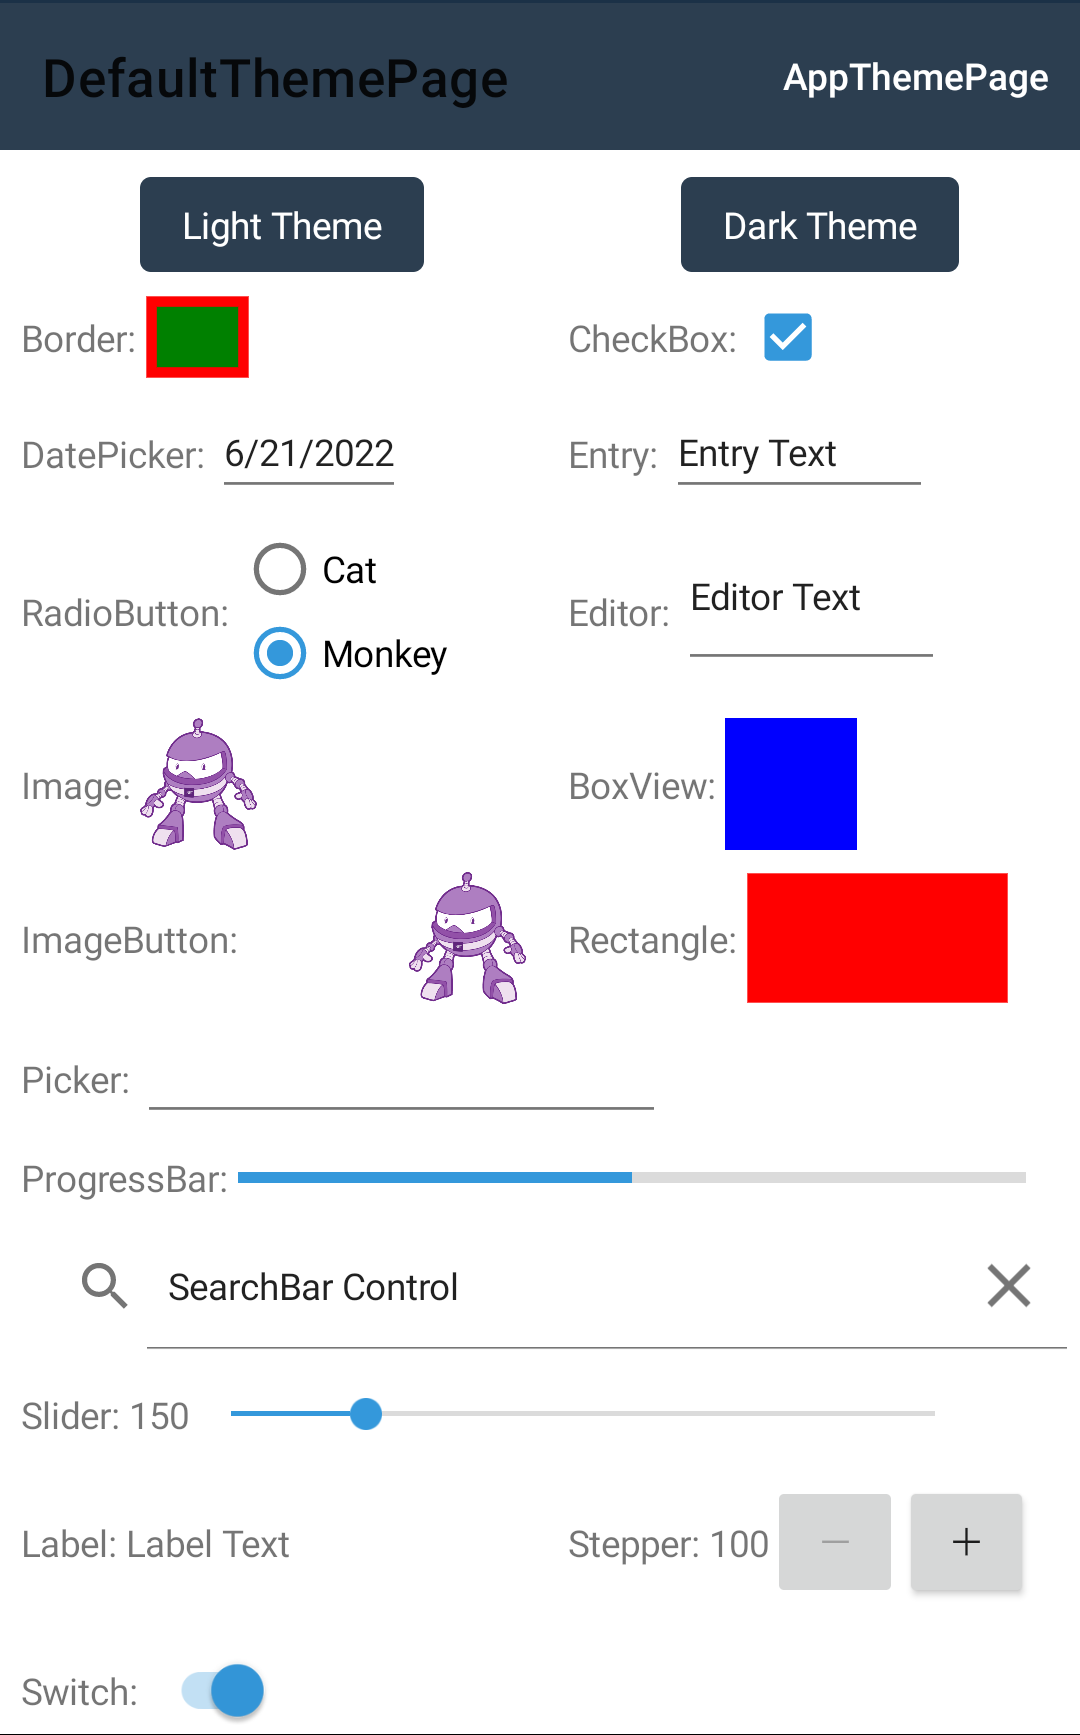 DefaultThemePage AppThemePage
Light Theme Dark Theme
Border: CheckBox:
DatePicker: 6/21/2022 Entry: Entry Text
Cat
RadioButton: Editor: Editor Text
Monkey
Image: BoxView:
ImageButton: Rectangle:
Picker:
ProgressBar:
SearchBar Control
Slider: 150
Label: Label Text Stepper: 100 − +
Switch: